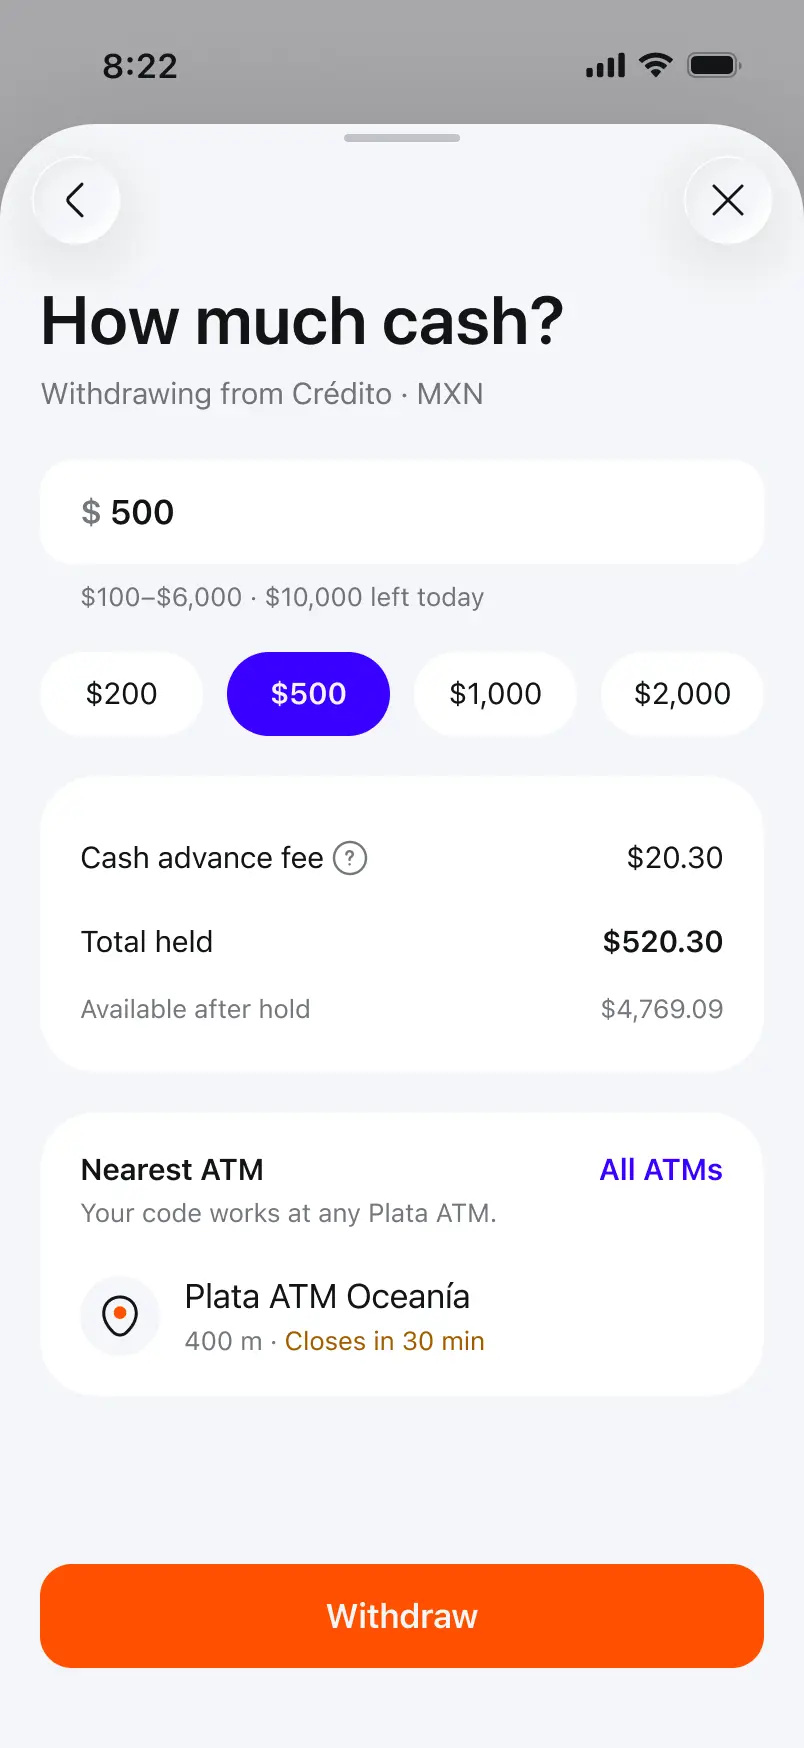 8:22
How much cash?
Withdrawing from Crédito · MXN
$ 500
$100–$6,000 · $10,000 left today
$200 $500 $1,000 $2,000
Cash advance fee ? $20.30
Total held $520.30
Available after hold $4,769.09
Nearest ATM All ATMs
Your code works at any Plata ATM.
Plata ATM Oceanía
400 m · Closes in 30 min
Withdraw